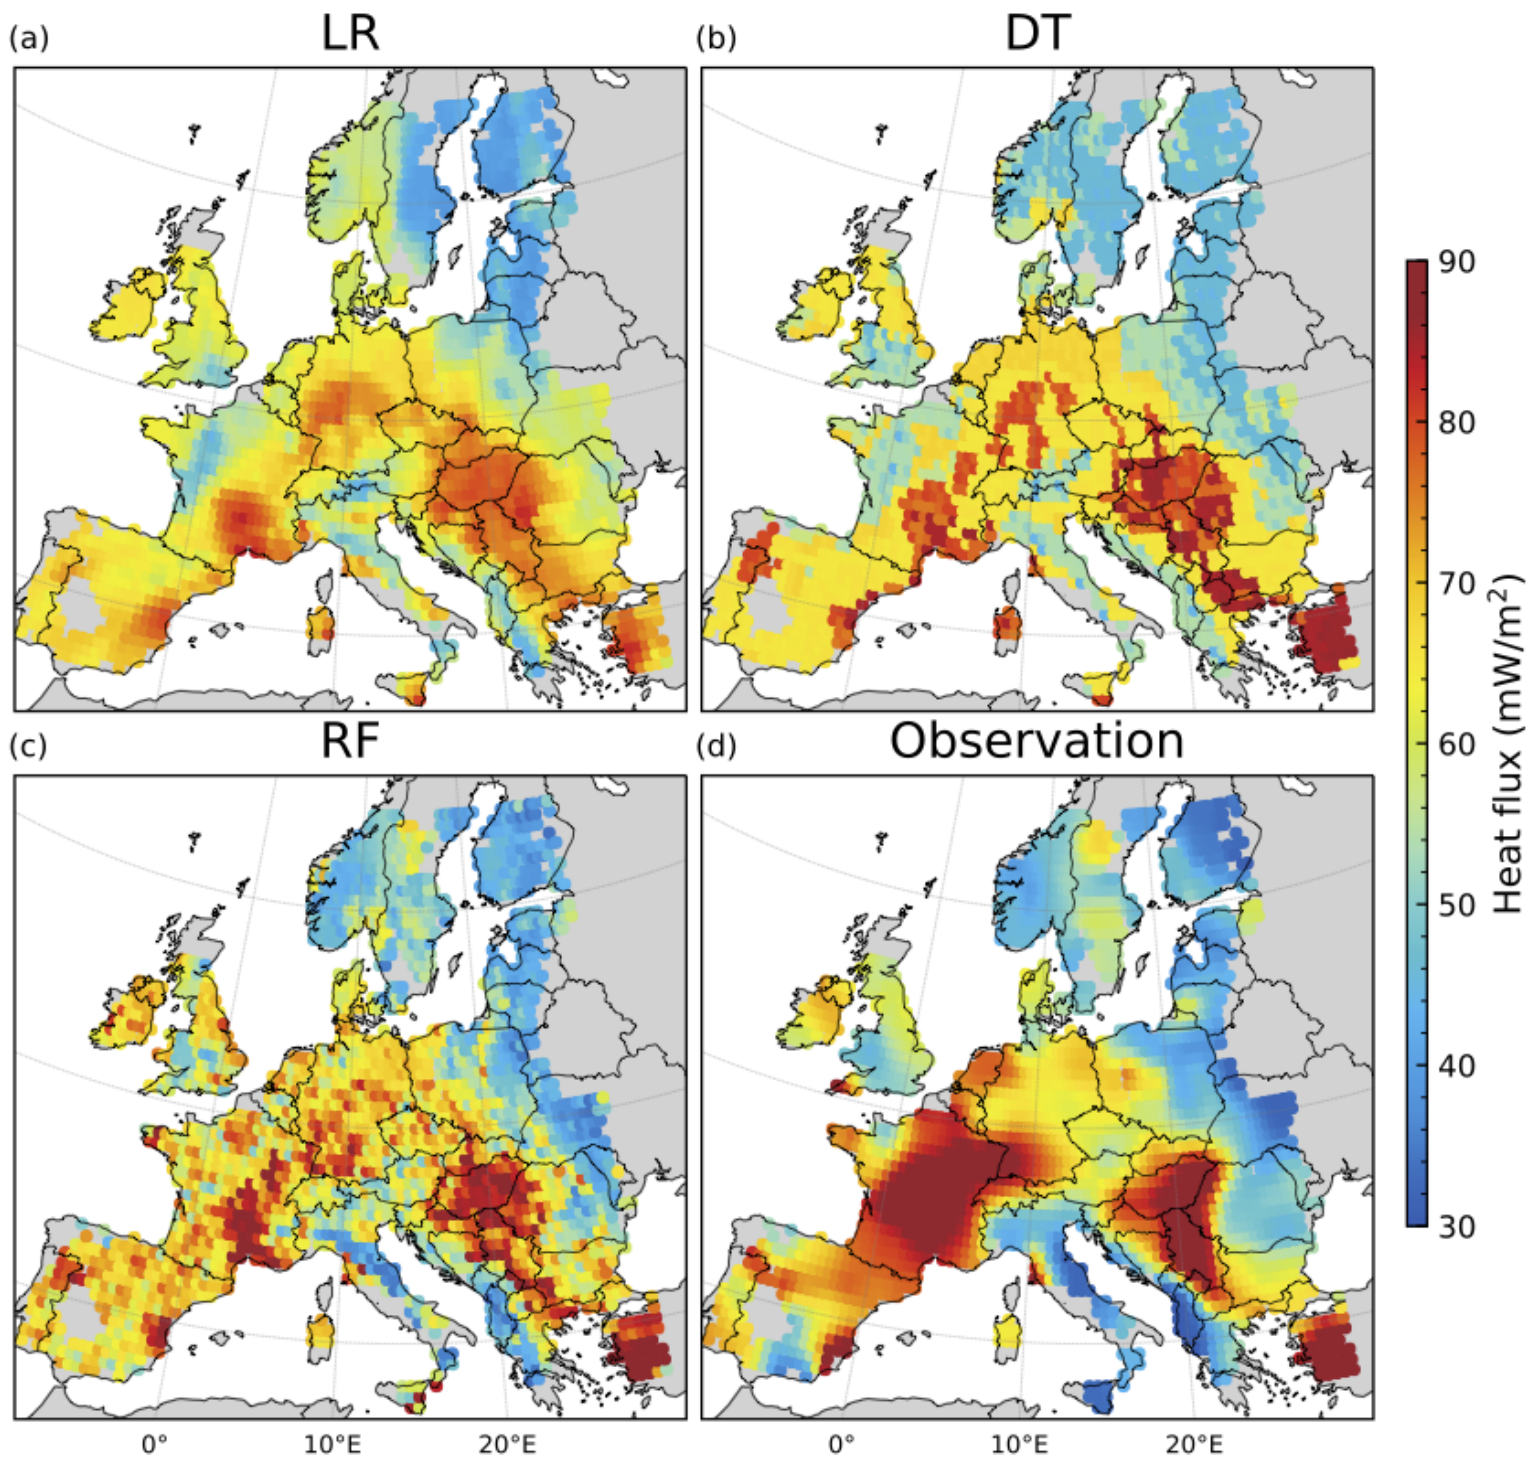 (a) LR
(b) DT
(c) RF
(d) Observation
0° 10°E 20°E
0° 10°E 20°E
90
80
70
60
50
40
30
Heat flux (mW/m²)